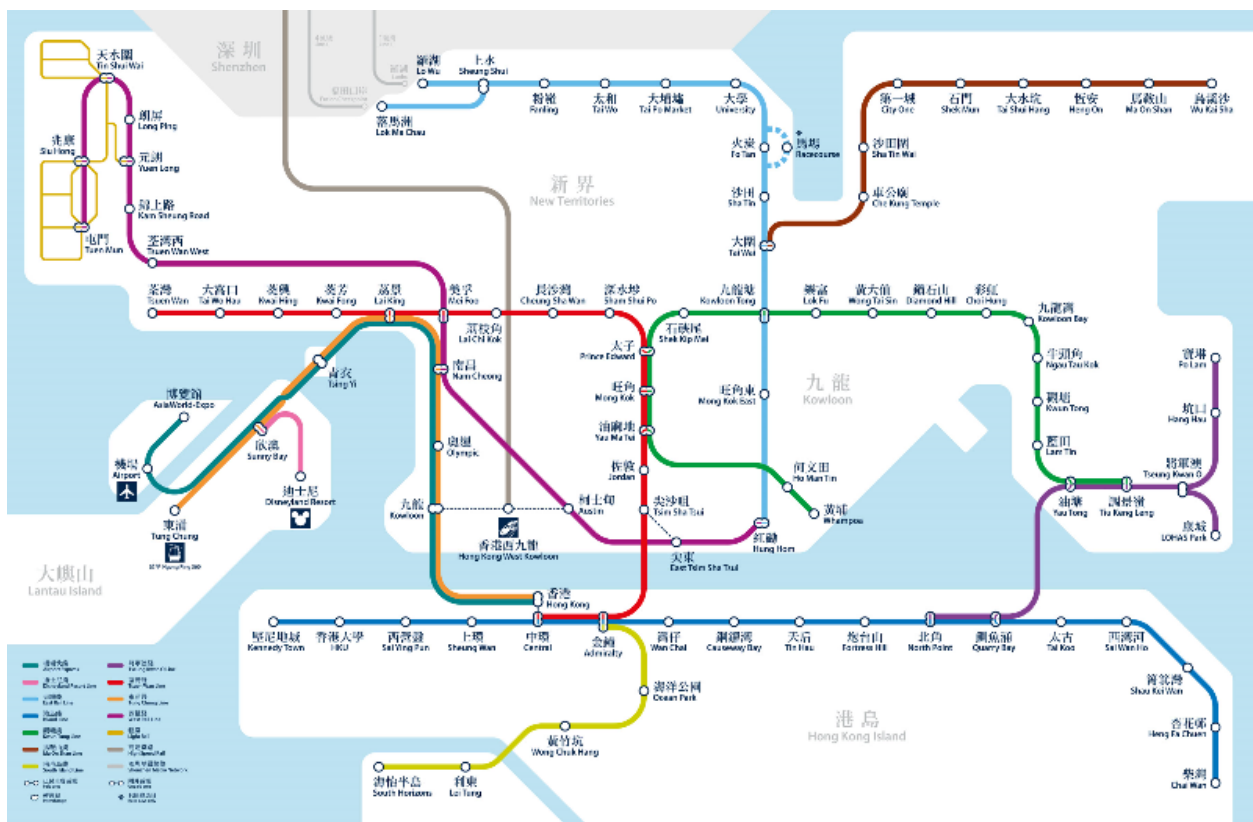 天水圍
Tin Shui Wai
朗屏
Long Ping
兆康
Siu Hong
元朗
Yuen Long
錦上路
Kam Sheung Road
屯門
Tuen Mun
荃灣西
Tsuen Wan West
深圳
Shenzhen
羅湖
Lo Wu
上水
Sheung Shui
落馬洲
Lok Ma Chau
粉嶺
Fanling
太和
Tai Wo
大埔墟
Tai Po Market
大學
University
火炭
Fo Tan
馬場
Racecourse
沙田
Sha Tin
大圍
Tai Wai
新界
New Territories
第一城
City One
石門
Shek Mun
大水坑
Tai Shui Hang
恆安
Heng On
馬鞍山
Ma On Shan
烏溪沙
Wu Kai Sha
沙田圍
Sha Tin Wai
車公廟
Che Kung Temple
荃灣
Tsuen Wan
大窩口
Tai Wo Hau
葵興
Kwai Hing
葵芳
Kwai Fong
荔景
Lai King
美孚
Mei Foo
荔枝角
Lai Chi Kok
長沙灣
Cheung Sha Wan
深水埗
Sham Shui Po
石硤尾
Shek Kip Mei
九龍塘
Kowloon Tong
樂富
Lok Fu
黃大仙
Wong Tai Sin
鑽石山
Diamond Hill
彩虹
Choi Hung
九龍灣
Kowloon Bay
牛頭角
Ngau Tau Kok
觀塘
Kwun Tong
藍田
Lam Tin
油塘
Yau Tong
調景嶺
Tiu Keng Leng
將軍澳
Tseung Kwan O
坑口
Hang Hau
寶琳
Po Lam
康城
LOHAS Park
太子
Prince Edward
旺角
Mong Kok
油麻地
Yau Ma Tei
佐敦
Jordan
尖沙咀
Tsim Sha Tsui
旺角東
Mong Kok East
九龍
Kowloon
何文田
Ho Man Tin
黃埔
Whampoa
紅磡
Hung Hom
尖東
East Tsim Sha Tsui
柯士甸
Austin
香港西九龍
Hong Kong West Kowloon
九龍
Kowloon
奧運
Olympic
南昌
Nam Cheong
青衣
Tsing Yi
欣澳
Sunny Bay
迪士尼
Disneyland Resort
博覽館
AsiaWorld-Expo
機場
Airport
東涌
Tung Chung
大嶼山
Lantau Island
香港
Hong Kong
堅尼地城
Kennedy Town
香港大學
HKU
西營盤
Sai Ying Pun
上環
Sheung Wan
中環
Central
金鐘
Admiralty
灣仔
Wan Chai
銅鑼灣
Causeway Bay
天后
Tin Hau
炮台山
Fortress Hill
北角
North Point
鰂魚涌
Quarry Bay
太古
Tai Koo
西灣河
Sai Wan Ho
筲箕灣
Shau Kei Wan
杏花邨
Heng Fa Chuen
柴灣
Chai Wan
海洋公園
Ocean Park
黃竹坑
Wong Chuk Hang
利東
Lei Tung
海怡半島
South Horizons
港島
Hong Kong Island